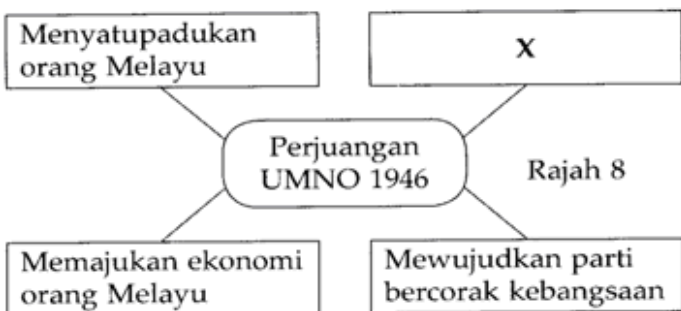 Menyatupadukan
orang Melayu
X
Perjuangan
UMNO 1946
Rajah 8
Memajukan ekonomi
orang Melayu
Mewujudkan parti
bercorak kebangsaan